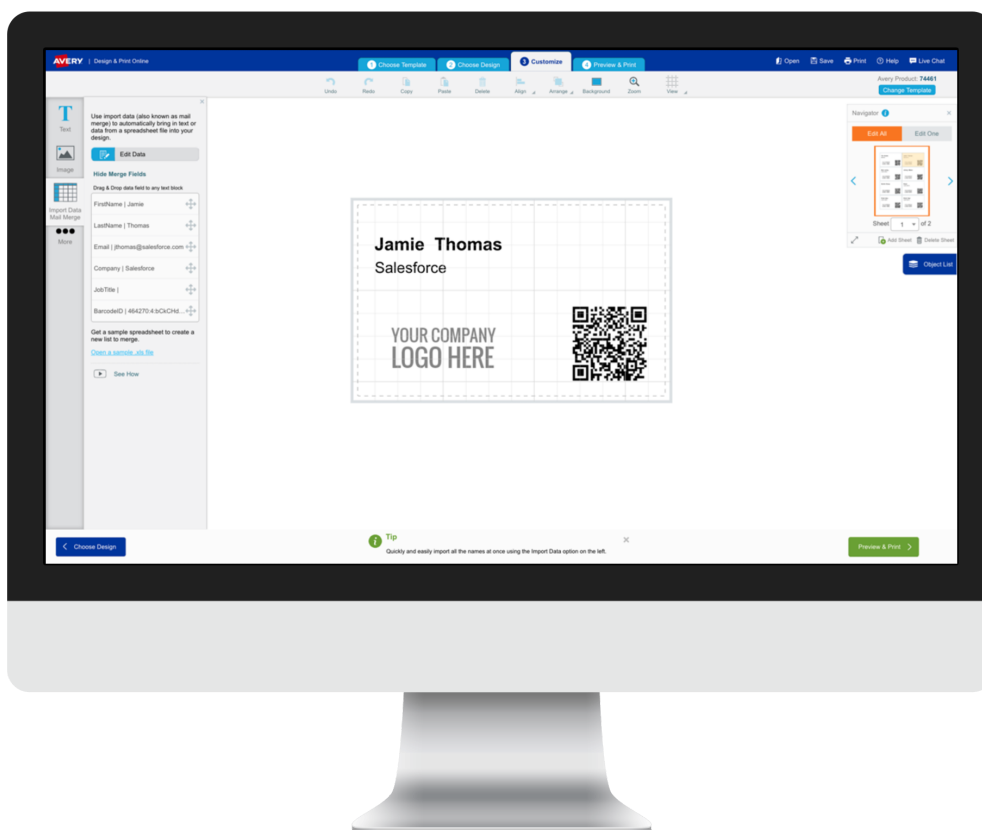 AVERY | Design & Print Online
1 Choose Template
2 Choose Design
3 Customize
4 Preview & Print
Open
Save
Print
Help
Live Chat
Undo
Redo
Copy
Paste
Delete
Align
Arrange
Background
Zoom
View
Avery Product: 74461
Change Template
Text
Image
Import Data
Mail Merge
More
Use import data (also known as mail
merge) to automatically bring in text or
data from a spreadsheet file into your
design.
Edit Data
Hide Merge Fields
Drag & Drop data field to any text block
FirstName | Jamie
LastName | Thomas
Email | jthomas@salesforce.com
Company | Salesforce
JobTitle |
BarcodeID | 464270:4:bCkCHd...
Get a sample spreadsheet to create a
new list to merge.
Open a sample .xls file
See How
Jamie Thomas
Salesforce
YOUR COMPANY
LOGO HERE
Navigator
Edit All
Edit One
Sheet 1 of 2
Add Sheet
Delete Sheet
Object List
Choose Design
Tip
Quickly and easily import all the names at once using the Import Data option on the left.
Preview & Print